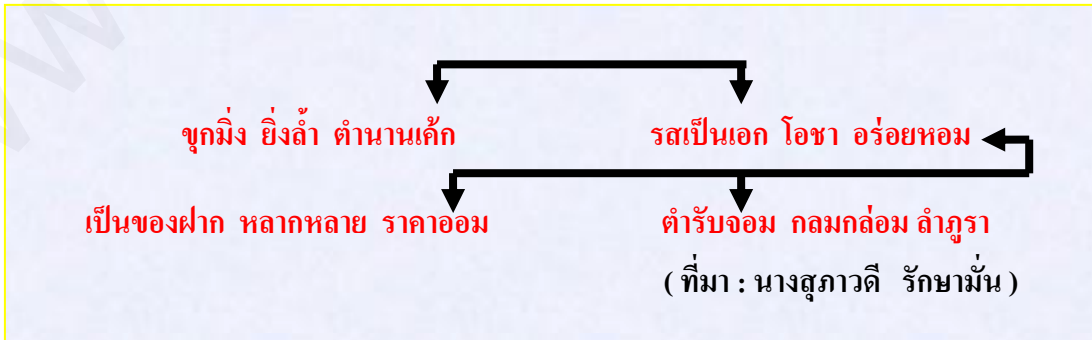 ขุกมิ่ง ยิ่งล้ำ ตำนานเค้ก รสเป็นเอก โอชา อร่อยหอม
เป็นของฝาก หลากหลาย ราคาออม ตำรับจอม กลมกล่อม ลำภูรา
( ที่มา : นางสุภาวดี รักษามั่น )